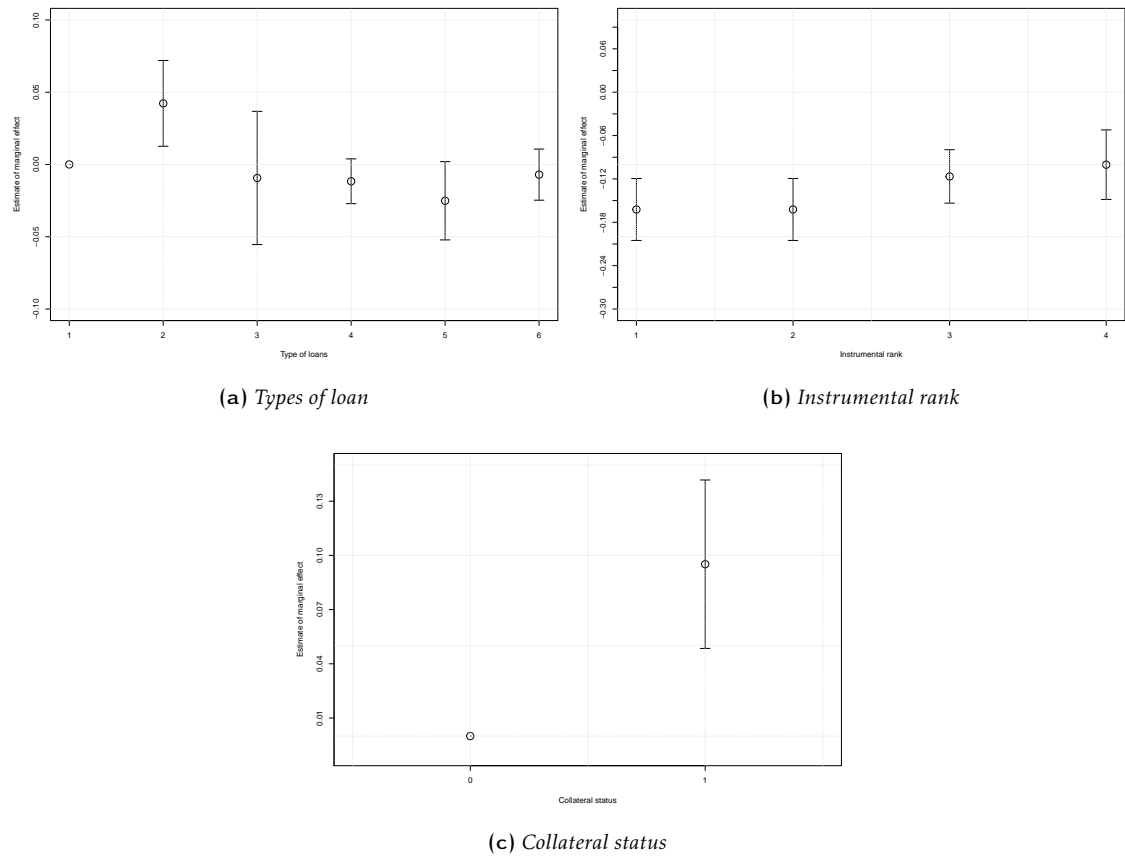 0.10
0.05
0.00
−0.05
−0.10
Estimate of marginal effect
1 2 3 4 5 6
Type of loans
(a) Types of loan
0.06
0.00
−0.06
−0.12
−0.18
−0.24
−0.30
Estimate of marginal effect
1 2 3 4
Instrumental rank
(b) Instrumental rank
0.13
0.10
0.07
0.04
0.01
Estimate of marginal effect
0 1
Collateral status
(c) Collateral status